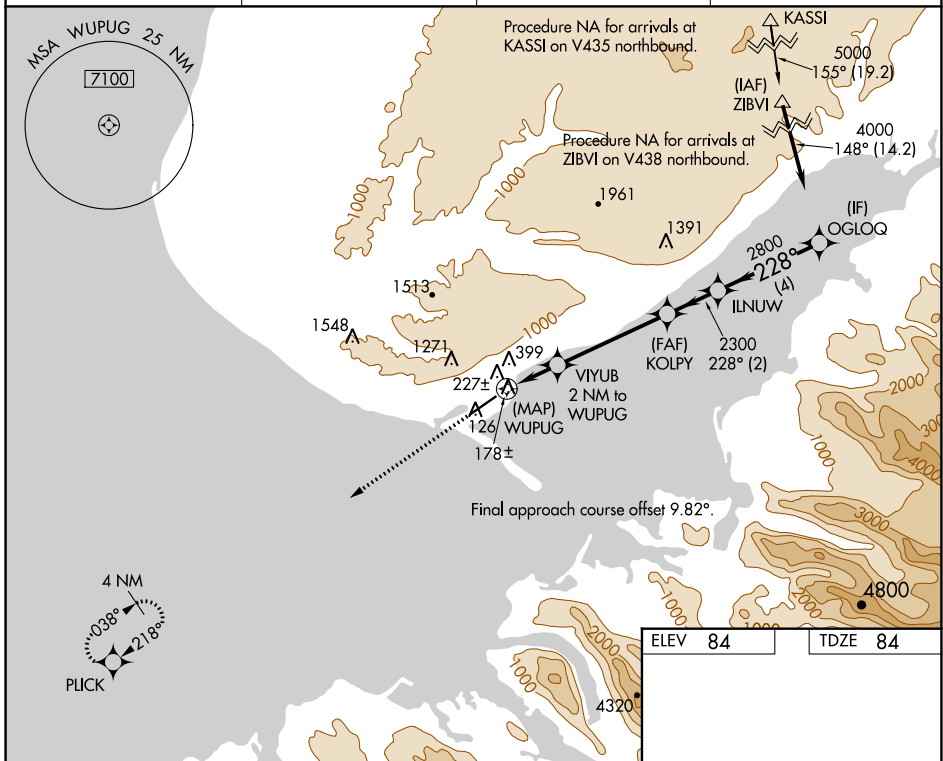 MSA WUPUG 25 NM
7100
Procedure NA for arrivals at
KASSI on V435 northbound.
KASSI
5000
155° (19.2)
(IAF)
ZIBVI
4000
148° (14.2)
Procedure NA for arrivals at
ZIBVI on V438 northbound.
1000
1000
1961
1391
(IF)
OGLOQ
2800
228°
(4)
ILNUW
2300
228° (2)
(FAF)
KOLPY
1513
1548
1271
1000
399
227±
VIYUB
2 NM to
WUPUG
(MAP)
WUPUG
126
178±
2000
3000
1000
4000
Final approach course offset 9.82°.
3000
4 NM
038°
218°
PLICK
4800
2000
1000
1000
2000
1000
4320
ELEV 84
TDZE 84